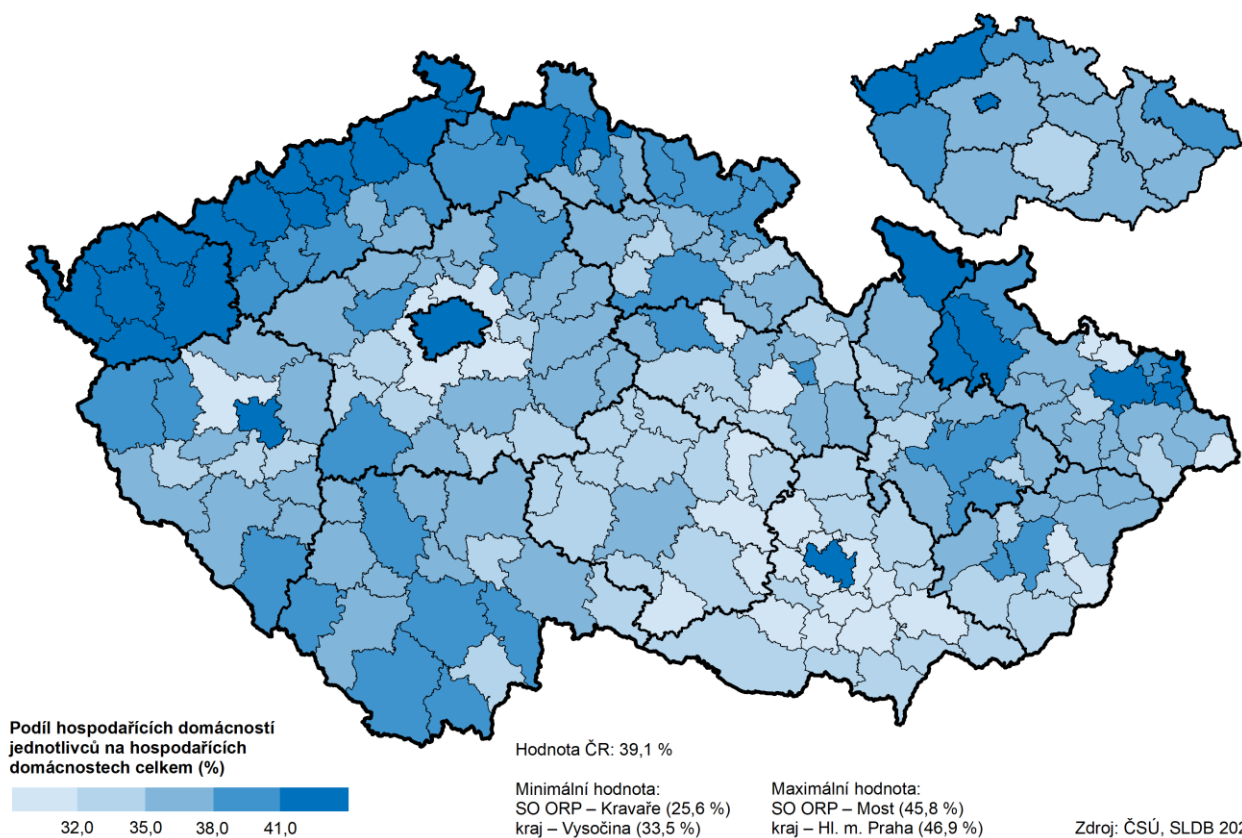 Podíl hospodařících domácností
jednotlivců na hospodařících
domácnostech celkem (%)
32,0 35,0 38,0 41,0
Hodnota ČR: 39,1 %
Minimální hodnota:
SO ORP – Kravaře (25,6 %)
kraj – Vysočina (33,5 %)
Maximální hodnota:
SO ORP – Most (45,8 %)
kraj – Hl. m. Praha (46,9 %)
Zdroj: ČSÚ, SLDB